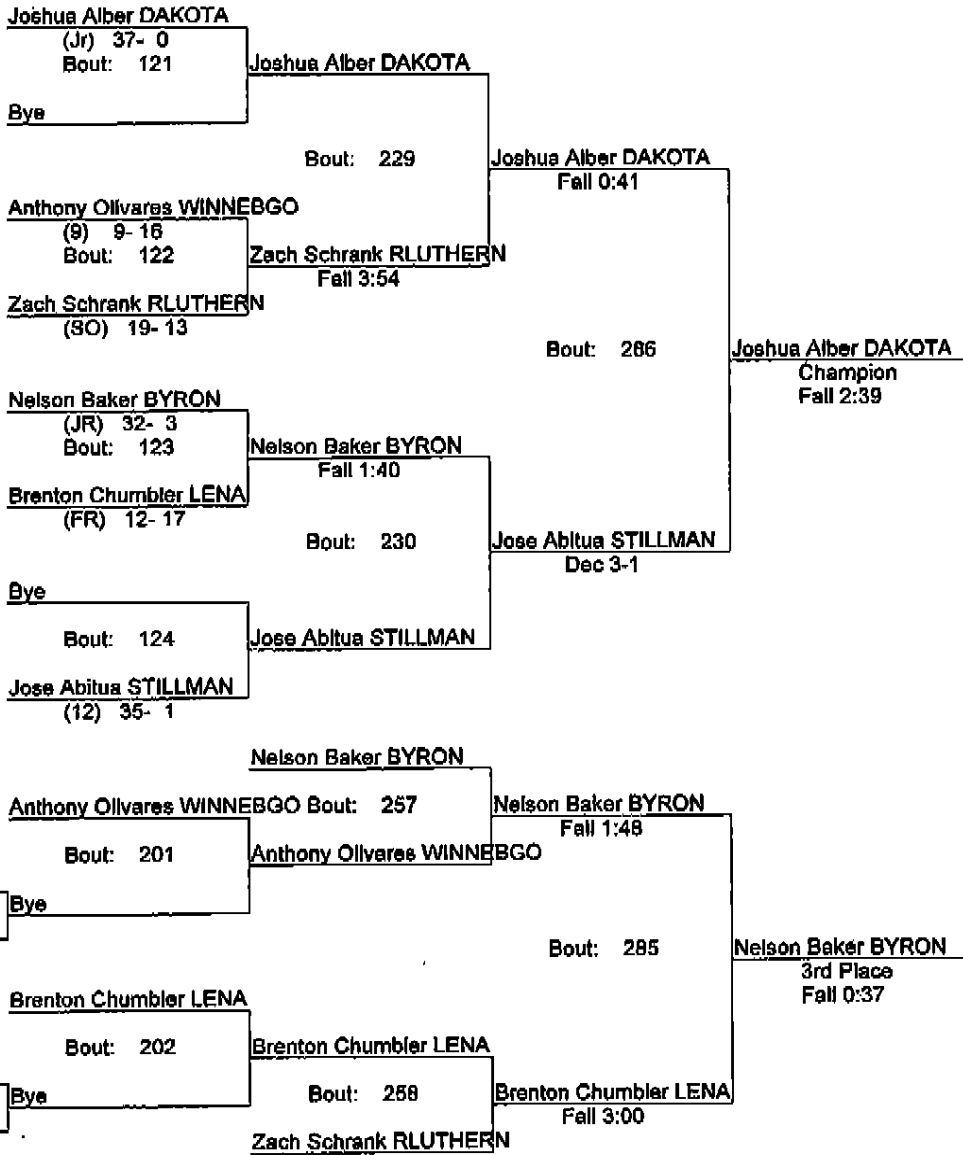 Joshua Alber DAKOTA
(Jr) 37- 0
Bout: 121
Joshua Alber DAKOTA
Bye
Bout: 229
Joshua Alber DAKOTA
Fall 0:41
Anthony Olivares WINNEBGO
(9) 9- 16
Bout: 122
Zach Schrank RLUTHERN
Fall 3:54
Zach Schrank RLUTHERN
(SO) 19- 13
Bout: 286
Joshua Alber DAKOTA
Champion
Fall 2:39
Nelson Baker BYRON
(JR) 32- 3
Bout: 123
Nelson Baker BYRON
Fall 1:40
Brenton Chumbler LENA
(FR) 12- 17
Bout: 230
Jose Abitua STILLMAN
Dec 3-1
Bye
Bout: 124
Jose Abitua STILLMAN
Jose Abitua STILLMAN
(12) 35- 1
Nelson Baker BYRON
Anthony Olivares WINNEBGO Bout: 257
Nelson Baker BYRON
Fall 1:48
Bout: 201
Anthony Olivares WINNEBGO
Bye
Bout: 285
Nelson Baker BYRON
3rd Place
Fall 0:37
Brenton Chumbler LENA
Bout: 202
Brenton Chumbler LENA
Bye
Bout: 258
Brenton Chumbler LENA
Fall 3:00
Zach Schrank RLUTHERN